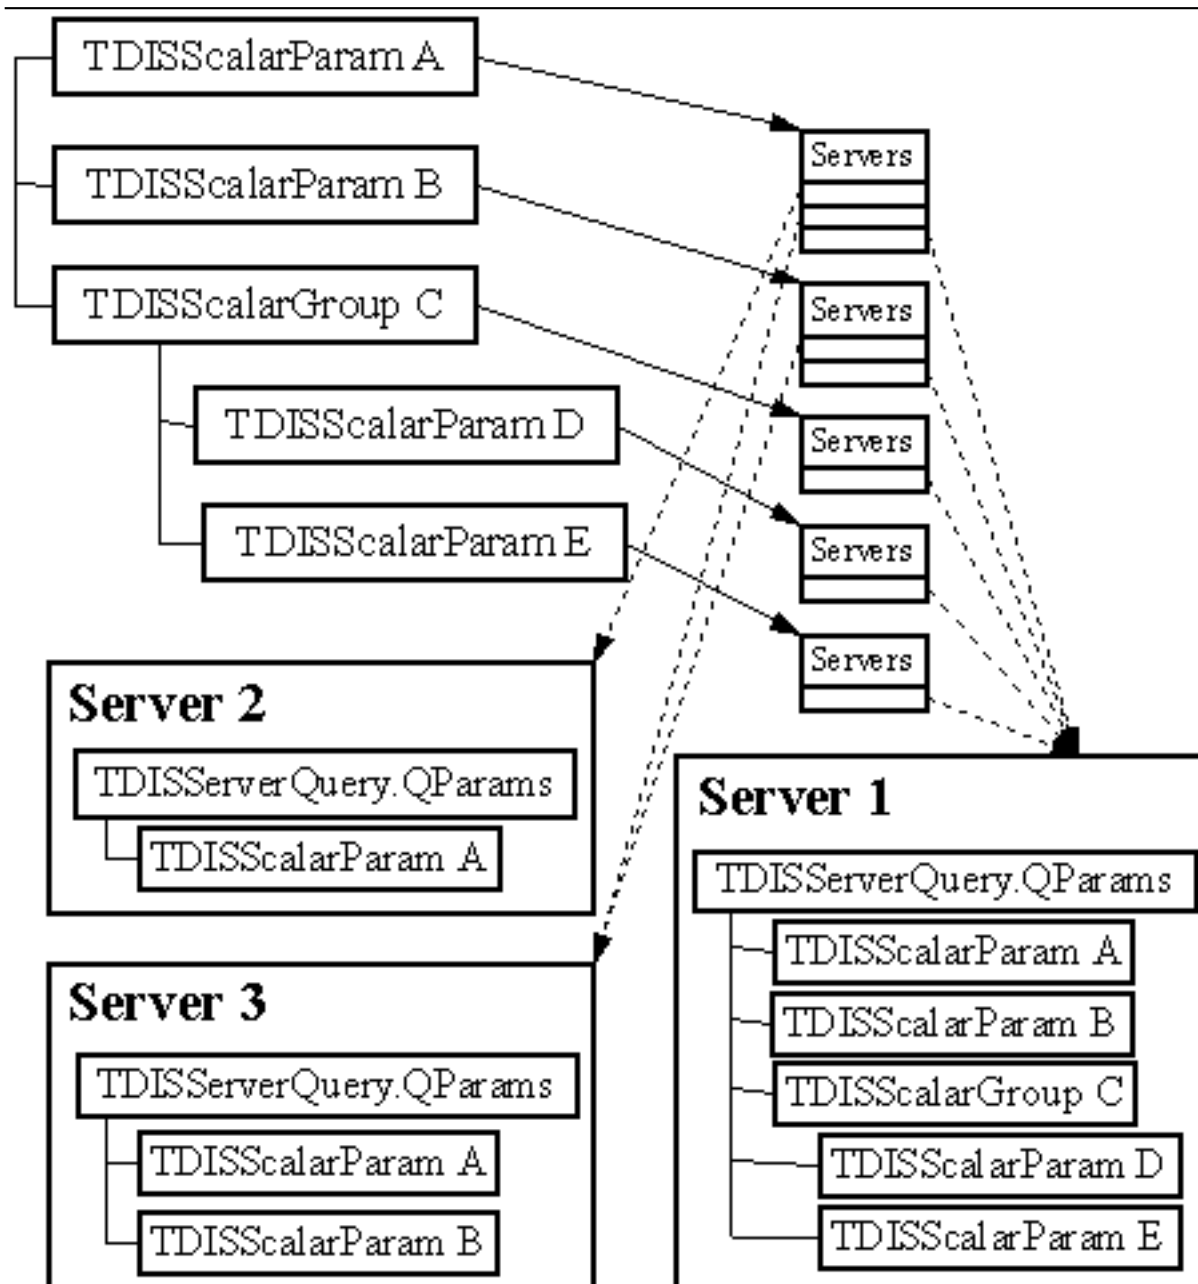 TDISScalarParam A
TDISScalarParam B
TDISScalarGroup C
TDISScalarParam D
TDISScalarParam E
Servers
Servers
Servers
Servers
Servers
Server 2
TDISServerQuery.QParams
TDISScalarParam A
Server 3
TDISServerQuery.QParams
TDISScalarParam A
TDISScalarParam B
Server 1
TDISServerQuery.QParams
TDISScalarParam A
TDISScalarParam B
TDISScalarGroup C
TDISScalarParam D
TDISScalarParam E